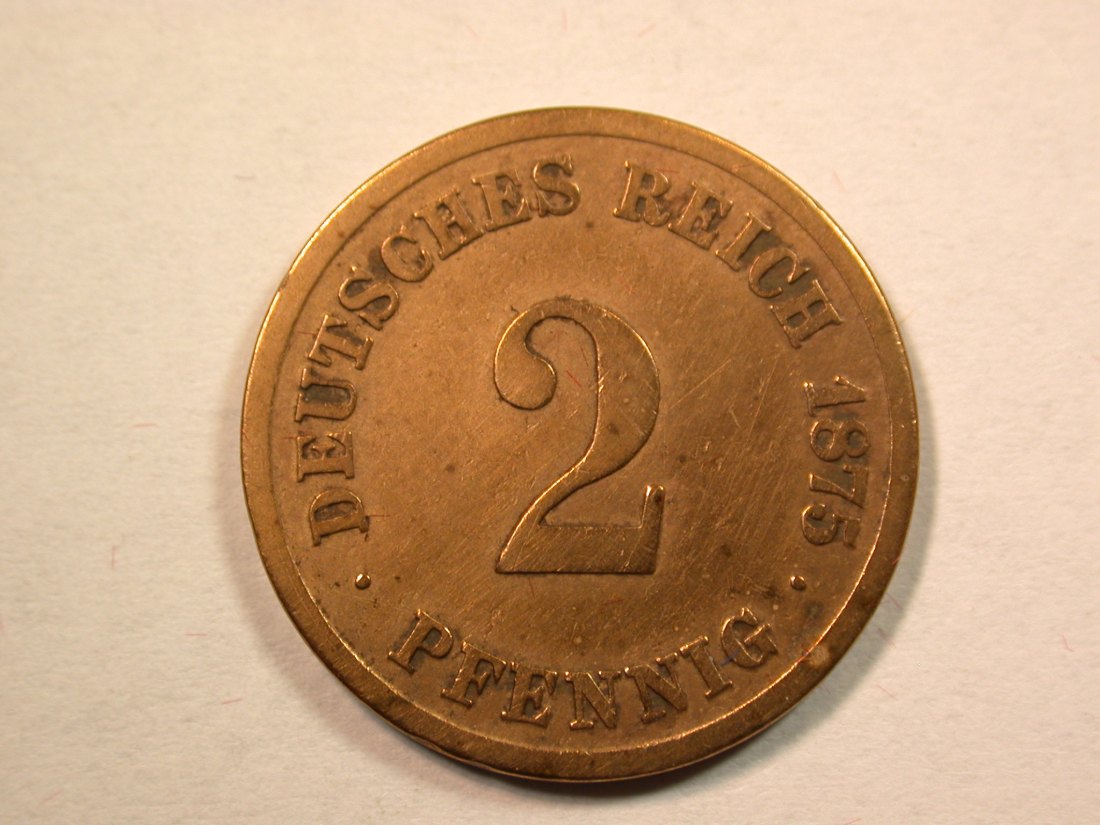 · DEUTSCHES REICH 1875 ·
2
PFENNIG